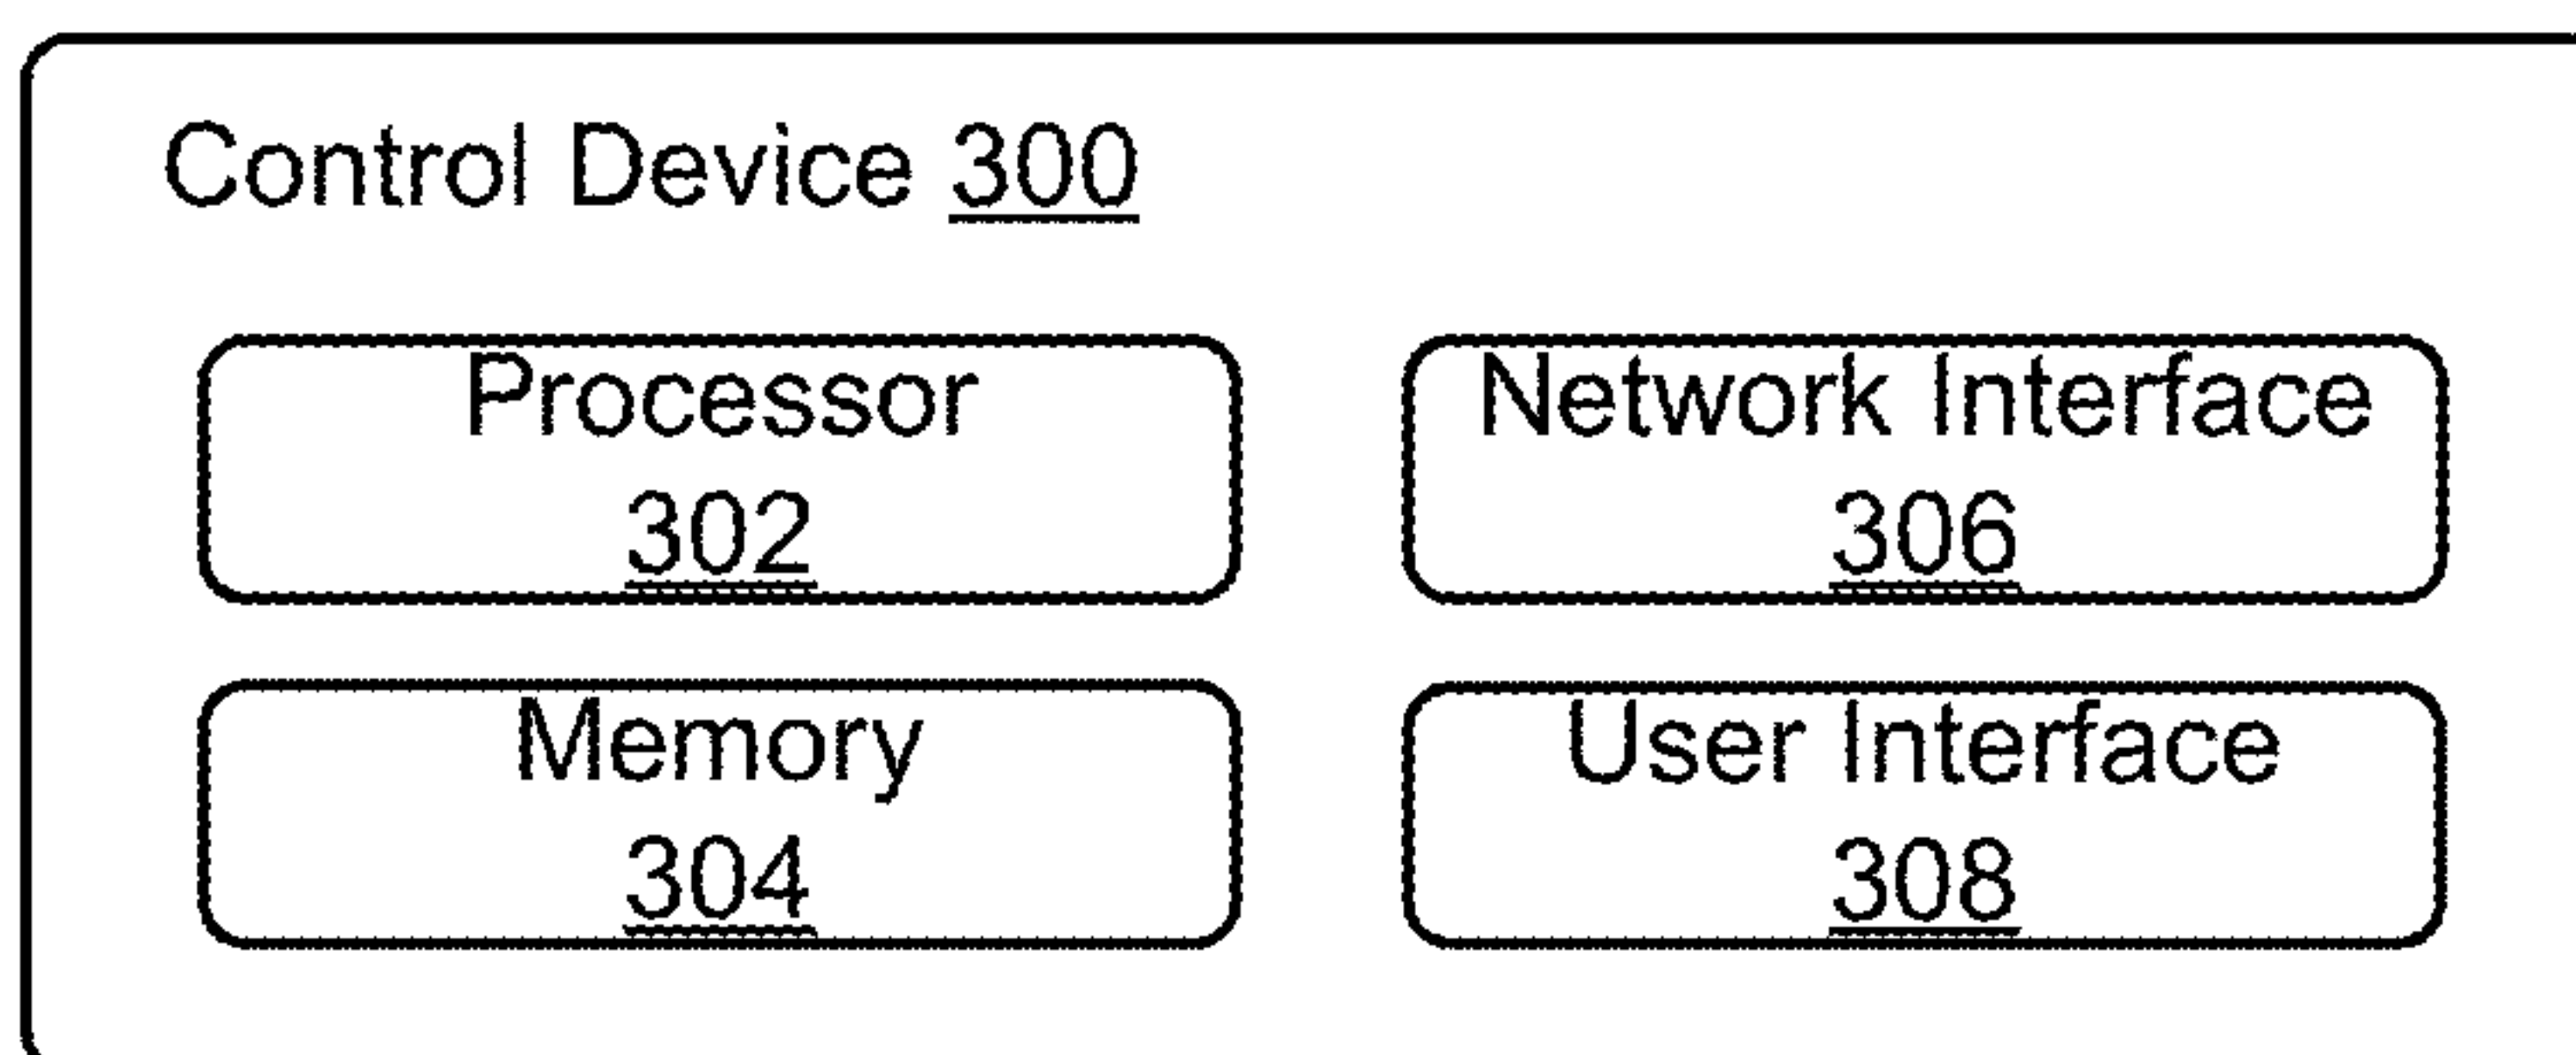 Control Device 300
Processor
302
Network Interface
306
Memory
304
User Interface
308